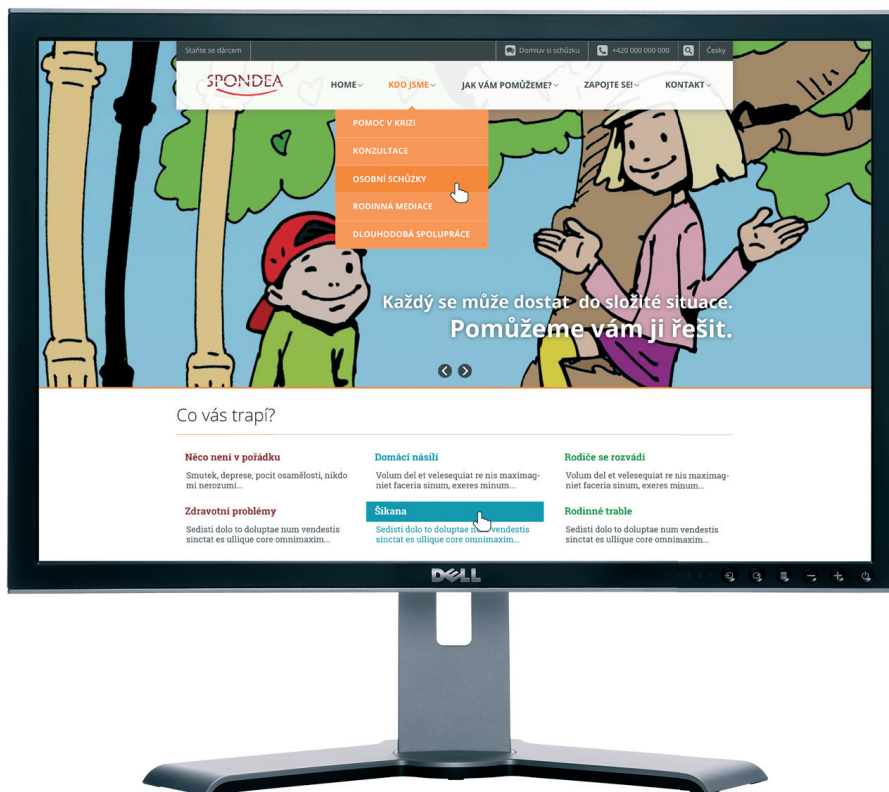 Staňte se dárcem
Domluv si schůzku
+420 000 000 000
Česky
SPONDEA
HOME
KDO JSME
JAK VÁM POMŮŽEME?
ZAPOJTE SE!
KONTAKT
POMOC V KRIZI
KONZULTACE
OSOBNÍ SCHŮZKY
RODINNÁ MEDIACE
DLOUHODOBÁ SPOLUPRÁCE
Každý se může dostat do složité situace.
Pomůžeme vám ji řešit.
Co vás trapí?
Něco není v pořádku
Smutek, deprese, pocit osamělosti, nikdo
mi nerozumí...
Domácí násilí
Volum del et velesequiat re nis maximag-
niet faceria sinum, exeres minum...
Rodiče se rozvádí
Volum del et velesequiat re nis maximag-
niet faceria sinum, exeres minum...
Zdravotní problémy
Sedisti dolo to doluptae num vendestis
sinctat es ullique core omnimaxim...
Šikana
Sedisti dolo to doluptae num vendestis
sinctat es ullique core omnimaxim...
Rodinné trable
Sedisti dolo to doluptae num vendestis
sinctat es ullique core omnimaxim...
DELL